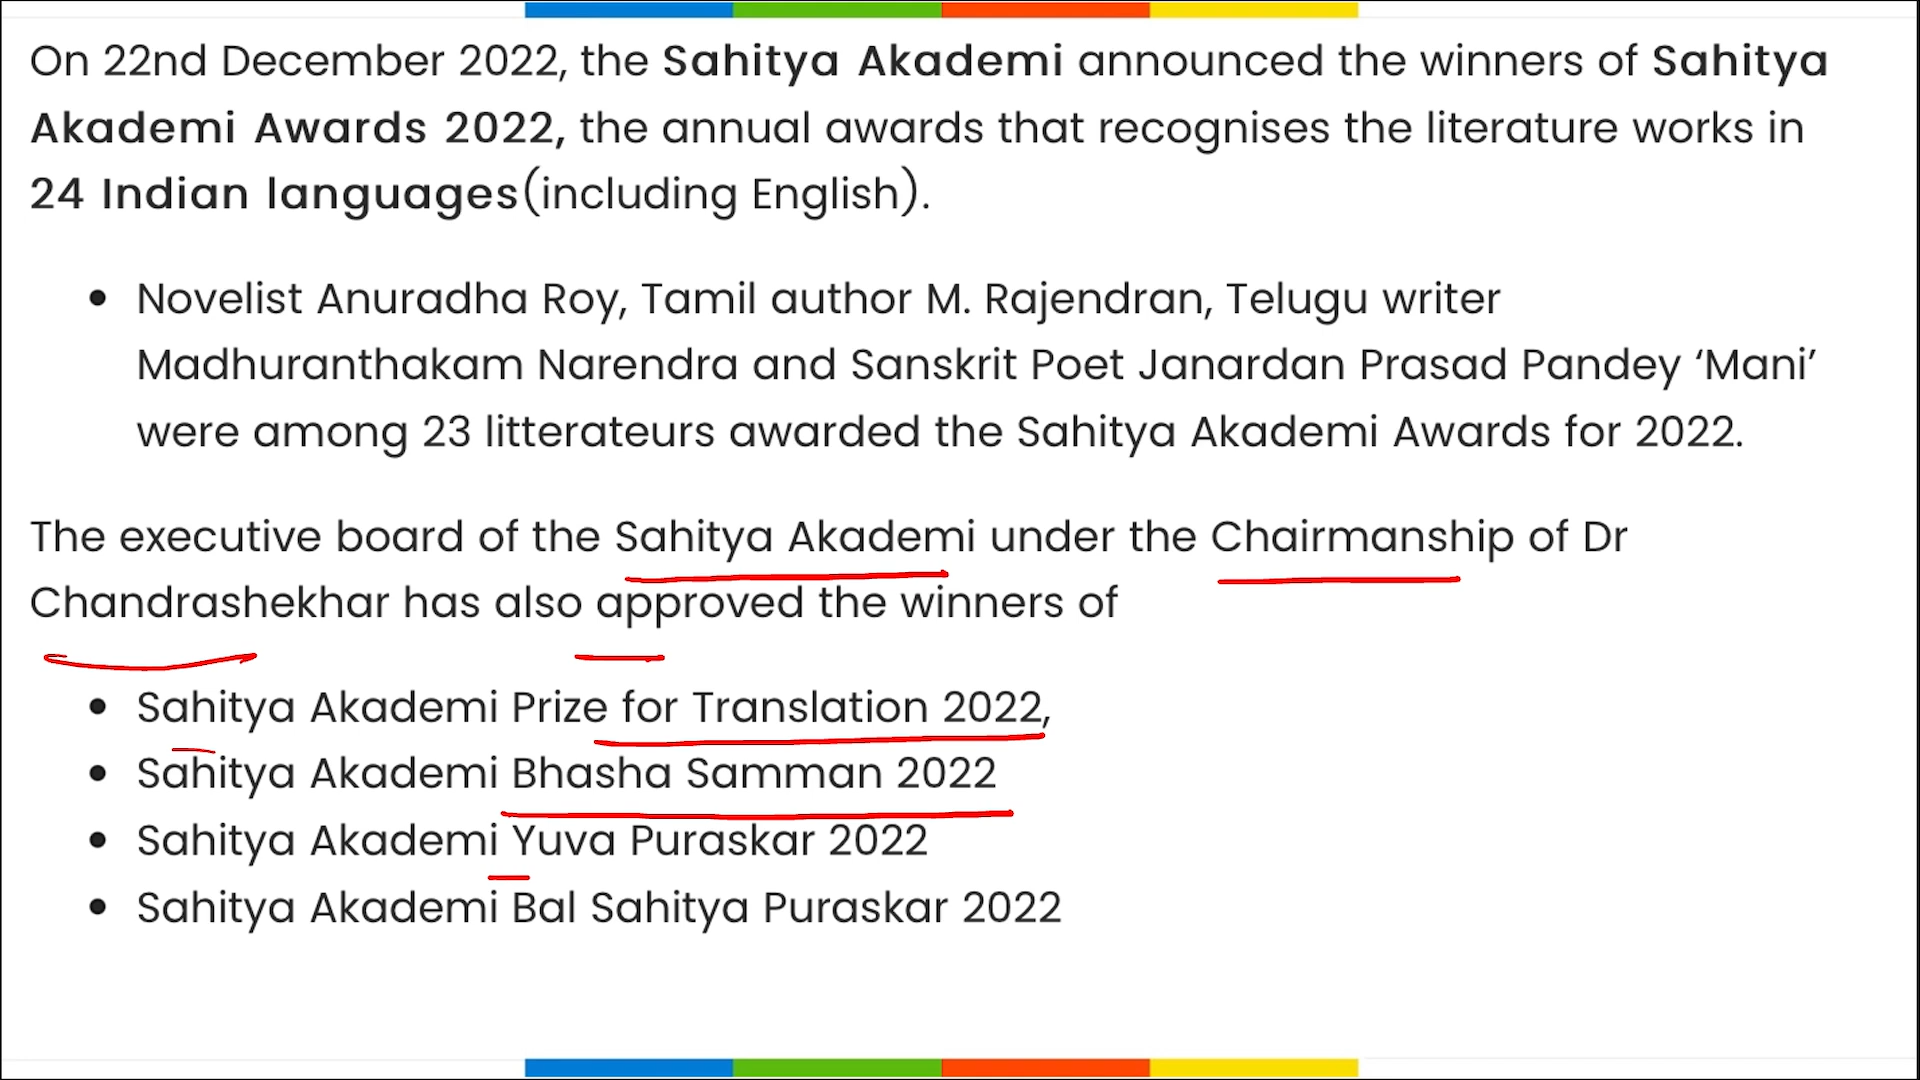 On 22nd December 2022, the Sahitya Akademi announced the winners of Sahitya
Akademi Awards 2022, the annual awards that recognises the literature works in
24 Indian languages(including English).
• Novelist Anuradha Roy, Tamil author M. Rajendran, Telugu writer
Madhuranthakam Narendra and Sanskrit Poet Janardan Prasad Pandey ‘Mani’
were among 23 litterateurs awarded the Sahitya Akademi Awards for 2022.
The executive board of the Sahitya Akademi under the Chairmanship of Dr
Chandrashekhar has also approved the winners of
• Sahitya Akademi Prize for Translation 2022,
• Sahitya Akademi Bhasha Samman 2022
• Sahitya Akademi Yuva Puraskar 2022
• Sahitya Akademi Bal Sahitya Puraskar 2022